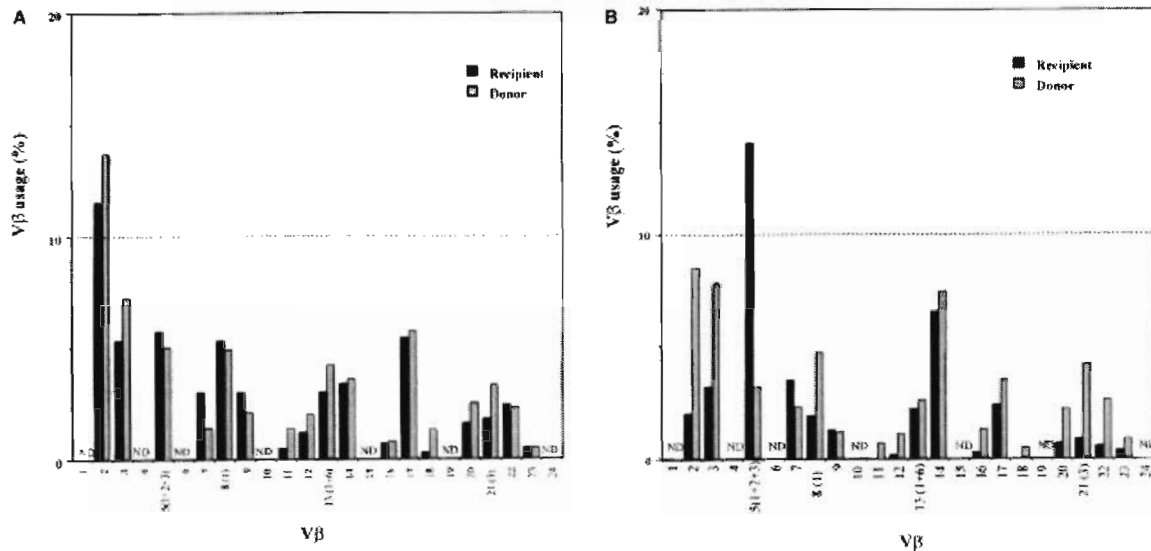 A
20
10
0
Vβ usage (%)
Recipient
Donor
ND ND ND ND ND ND ND
1 2 3 4 5(1+2+3) 6 7 8 (1) 9 10 11 12 13 (1+6) 14 15 16 17 18 19 20 21 (3) 22 23 24
Vβ
B
20
10
0
Vβ usage (%)
Recipient
Donor
ND ND ND ND ND ND ND
1 2 3 4 5(1+2+3) 6 7 8 (1) 9 10 11 12 13 (1+6) 14 15 16 17 18 19 20 21 (3) 22 23 24
Vβ